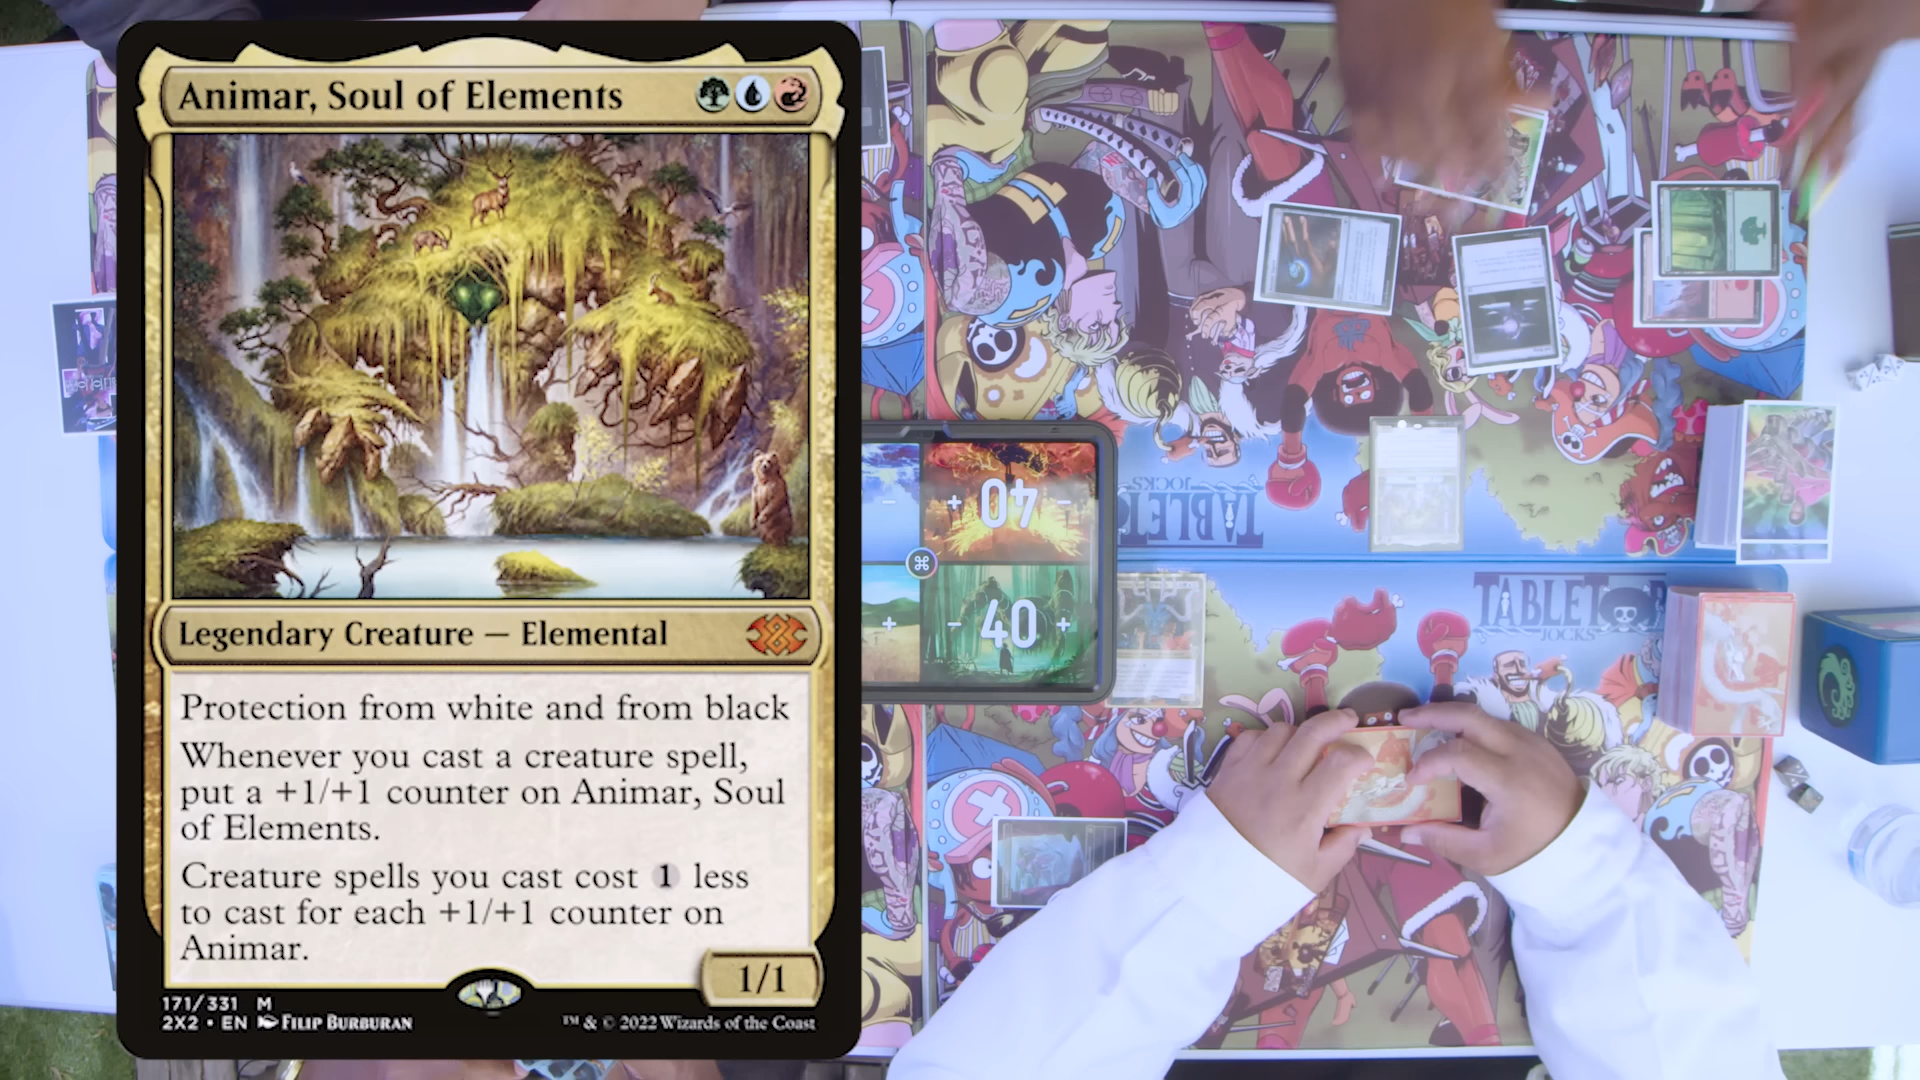 Animar, Soul of Elements
Legendary Creature — Elemental
Protection from white and from black
Whenever you cast a creature spell,
put a +1/+1 counter on Animar, Soul
of Elements.
Creature spells you cast cost 1 less
to cast for each +1/+1 counter on
Animar.
1/1
171/331 M
2X2 • EN FILIP BURBURAN
™ & © 2022 Wizards of the Coast
+ 40 -
- 40 +
TABLETOP
JOCKS